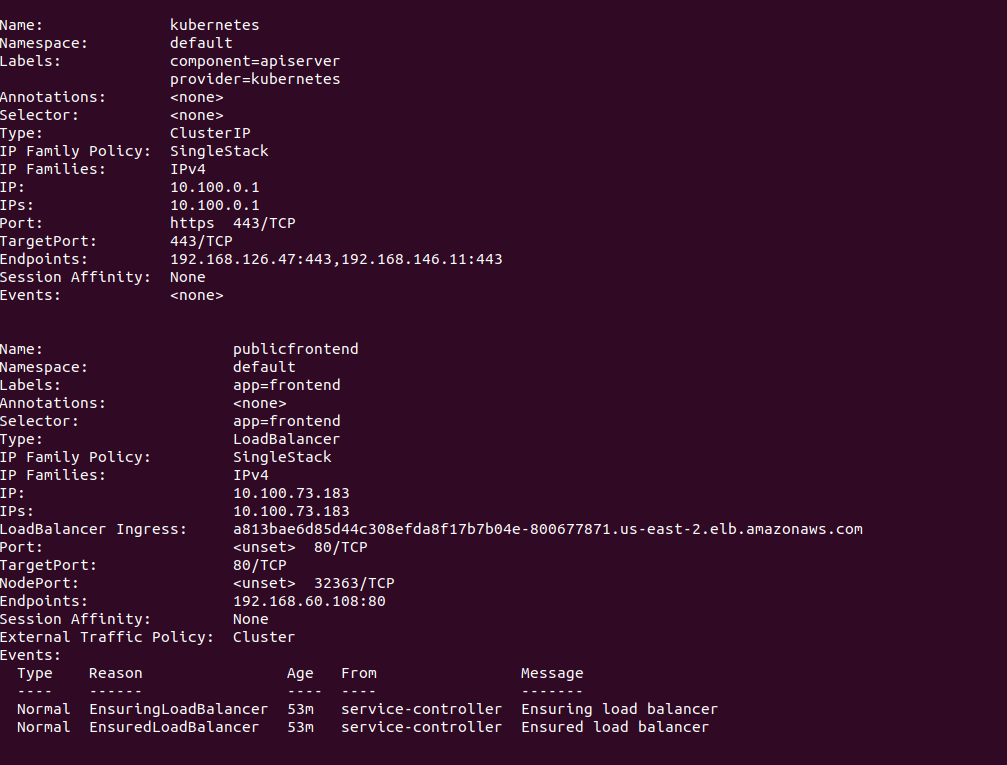 Name:              kubernetes
Namespace:         default
Labels:            component=apiserver
                   provider=kubernetes
Annotations:       <none>
Selector:          <none>
Type:              ClusterIP
IP Family Policy:  SingleStack
IP Families:       IPv4
IP:                10.100.0.1
IPs:               10.100.0.1
Port:              https  443/TCP
TargetPort:        443/TCP
Endpoints:         192.168.126.47:443,192.168.146.11:443
Session Affinity:  None
Events:            <none>
Name:                     publicfrontend
Namespace:                default
Labels:                   app=frontend
Annotations:              <none>
Selector:                 app=frontend
Type:                     LoadBalancer
IP Family Policy:         SingleStack
IP Families:              IPv4
IP:                       10.100.73.183
IPs:                      10.100.73.183
LoadBalancer Ingress:     a813bae6d85d44c308efda8f17b7b04e-800677871.us-east-2.elb.amazonaws.com
Port:                     <unset>  80/TCP
TargetPort:               80/TCP
NodePort:                 <unset>  32363/TCP
Endpoints:                192.168.60.108:80
Session Affinity:         None
External Traffic Policy:  Cluster
Events:
  Type    Reason                Age   From                Message
  ----    ------                ----  ----                -------
  Normal  EnsuringLoadBalancer  53m   service-controller  Ensuring load balancer
  Normal  EnsuredLoadBalancer   53m   service-controller  Ensured load balancer